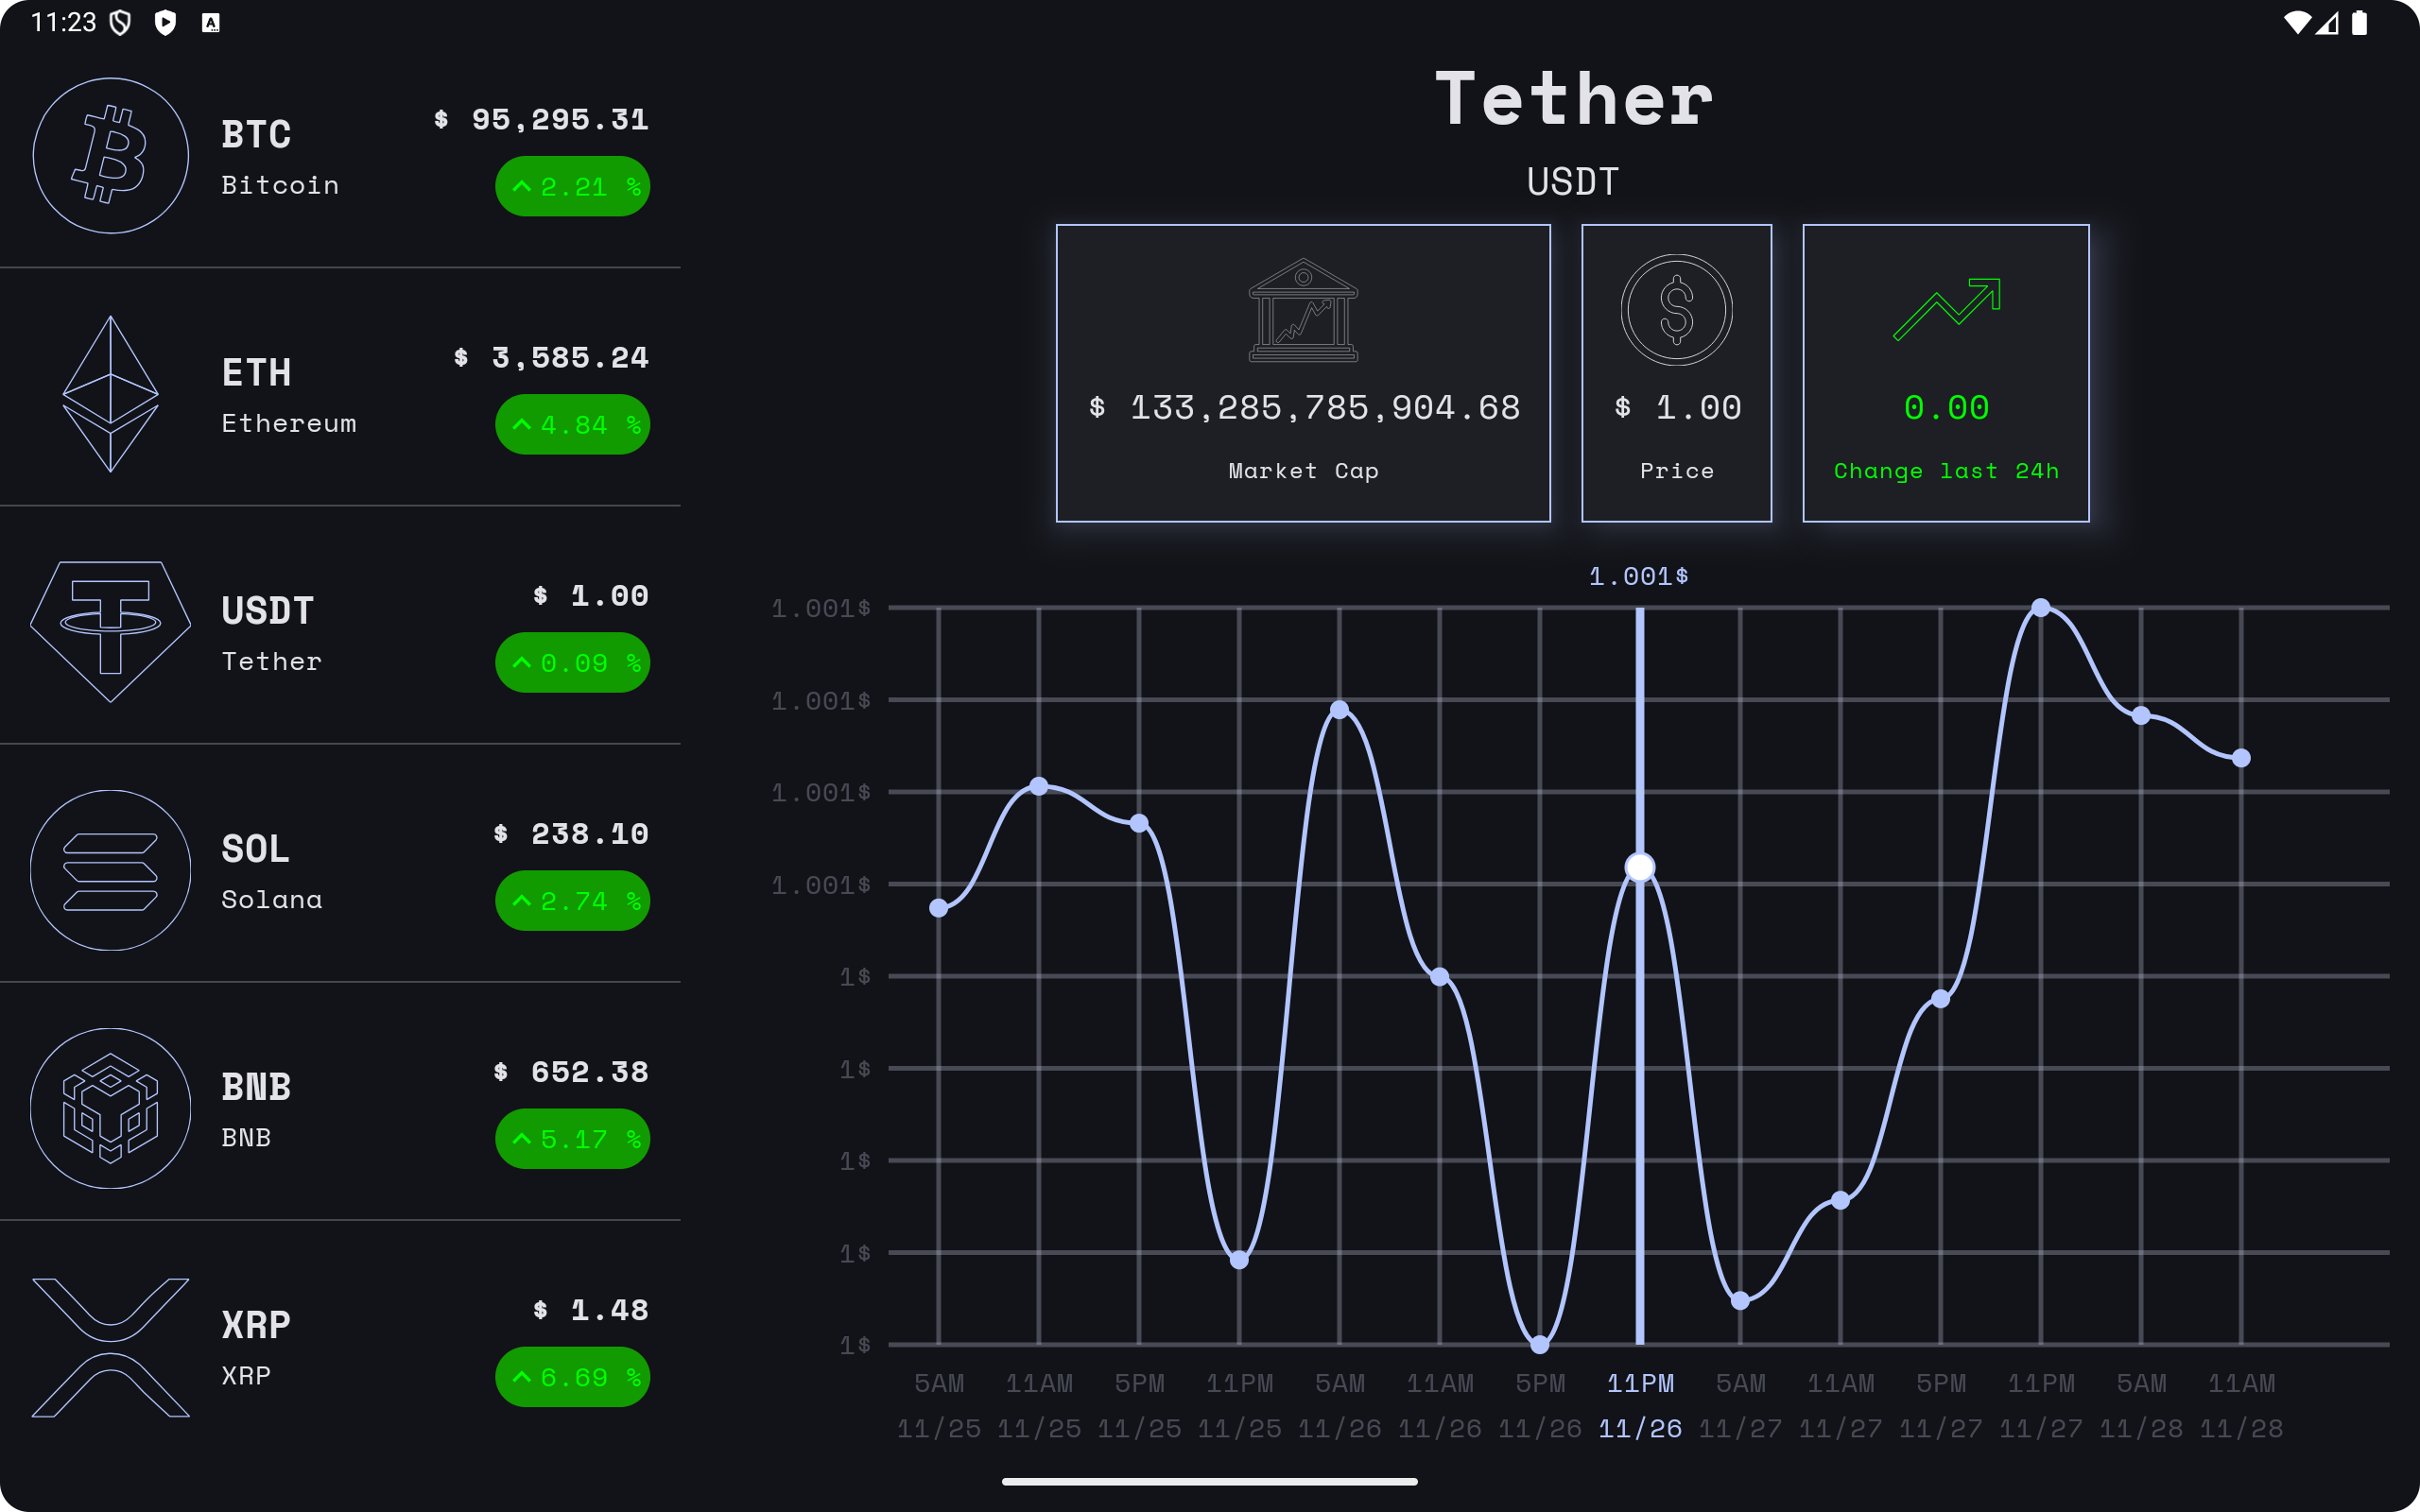 11:23
BTC
Bitcoin
$ 95,295.31
2.21 %
ETH
Ethereum
$ 3,585.24
4.84 %
USDT
Tether
$ 1.00
0.09 %
SOL
Solana
$ 238.10
2.74 %
BNB
BNB
$ 652.38
5.17 %
XRP
XRP
$ 1.48
6.69 %
Tether
USDT
$ 133,285,785,904.68
Market Cap
$ 1.00
Price
0.00
Change last 24h
1.001$
1.001$
1.001$
1.001$
1.001$
1$
1$
1$
1$
1$
5AM 11AM 5PM 11PM 5AM 11AM 5PM 11PM 5AM 11AM 5PM 11PM 5AM 11AM
11/25 11/25 11/25 11/25 11/26 11/26 11/26 11/26 11/27 11/27 11/27 11/27 11/28 11/28